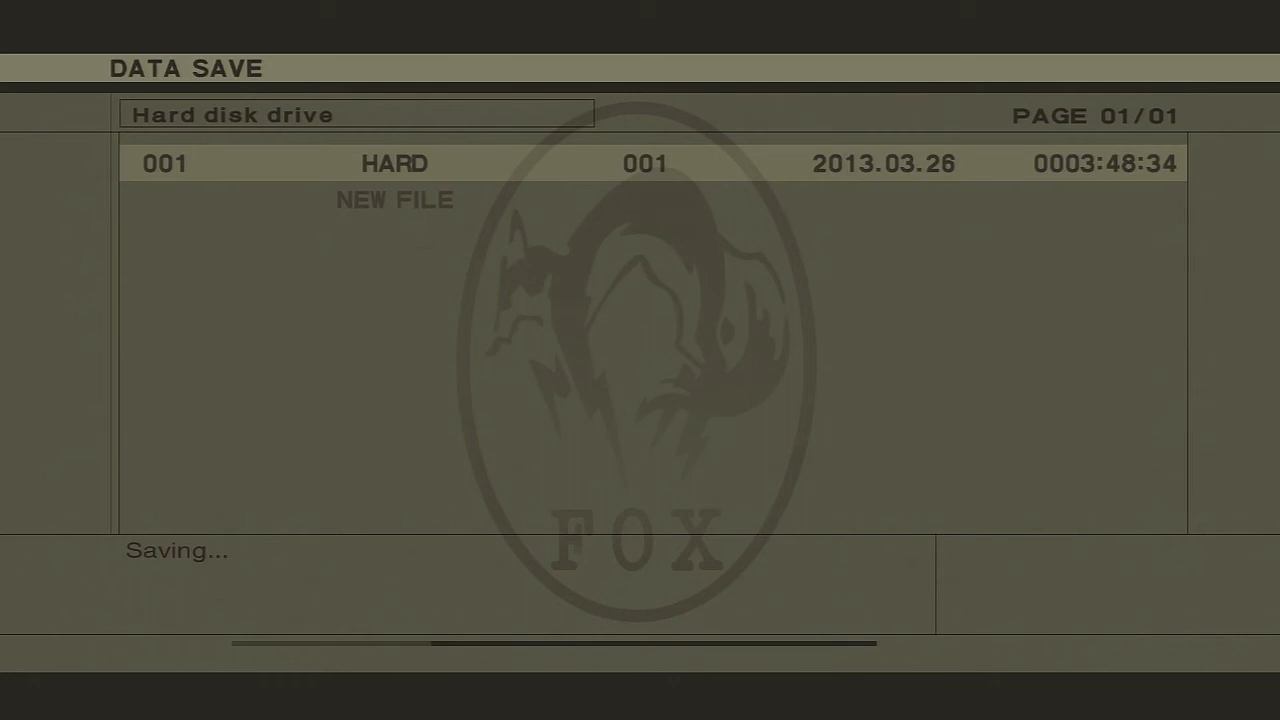 DATA SAVE
Hard disk drive PAGE 01/01
001 HARD 001 2013.03.26 0003:48:34
NEW FILE
FOX
Saving...